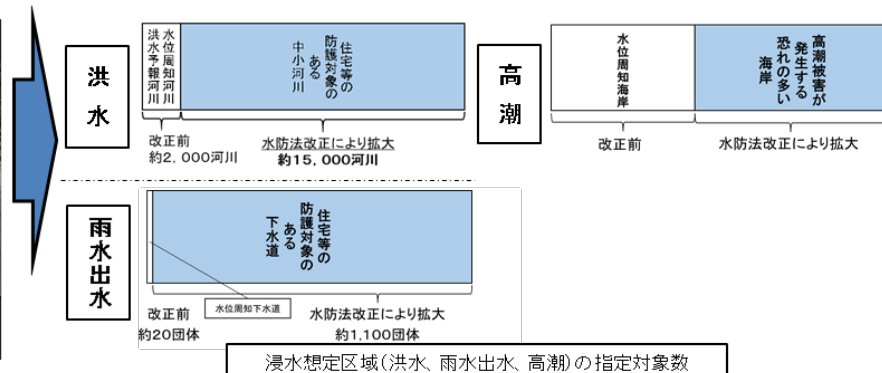 洪水
洪水予報河川
水位周知河川
住宅等の
防護対象の
ある
中小河川
改正前
約2，000河川
水防法改正により拡大
約15，000河川
高潮
水位周知海岸
高潮被害が
発生する
恐れの多い
海岸
改正前
水防法改正により拡大
雨水出水
住宅等の
防護対象の
ある
下水道
水位周知下水道
改正前
約20団体
水防法改正により拡大
約1,100団体
浸水想定区域(洪水、雨水出水、高潮)の指定対象数